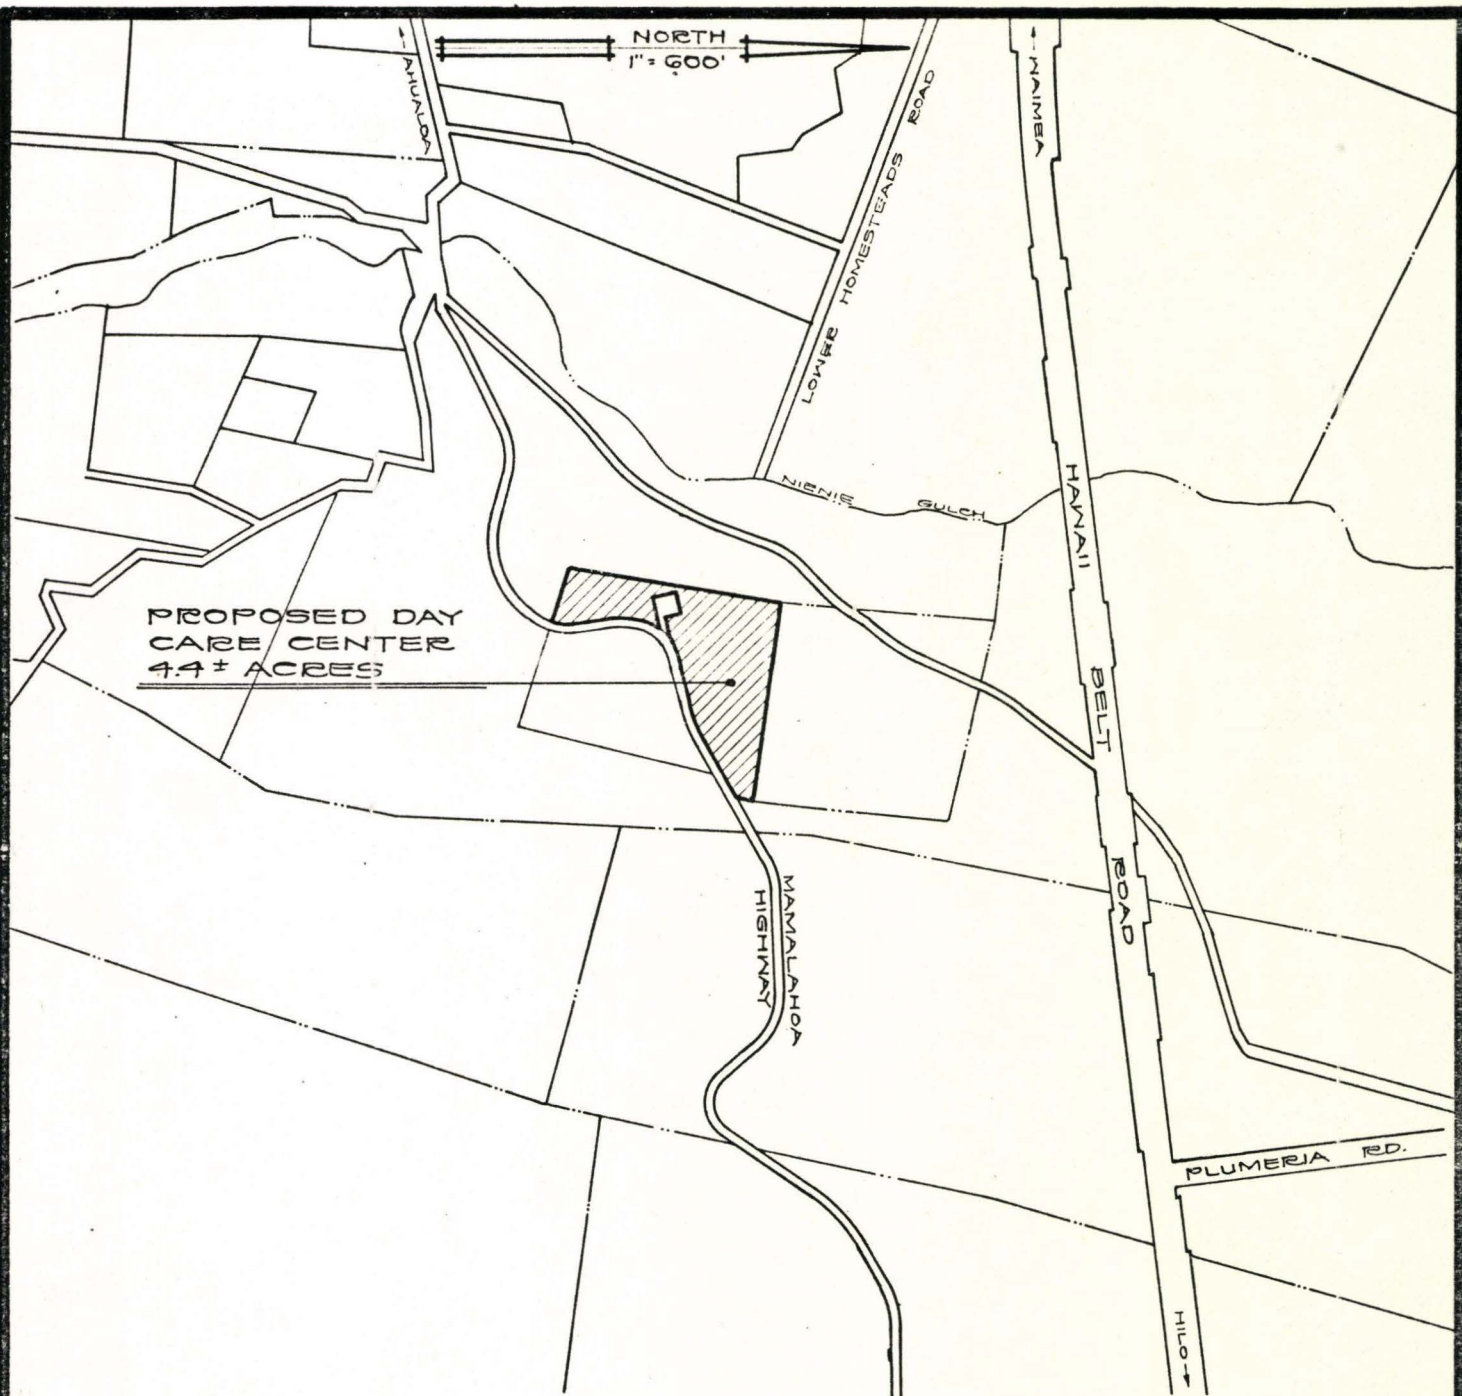 NORTH
1" = 600'
←AHUALOA
LOWER HOMESTEADS ROAD
←WAIMEA
NIENIE GULCH
HAWAII BELT ROAD
PROPOSED DAY
CARE CENTER
4.4± ACRES
MAMALAHOA
HIGHWAY
PLUMERIA RD.
HILO→